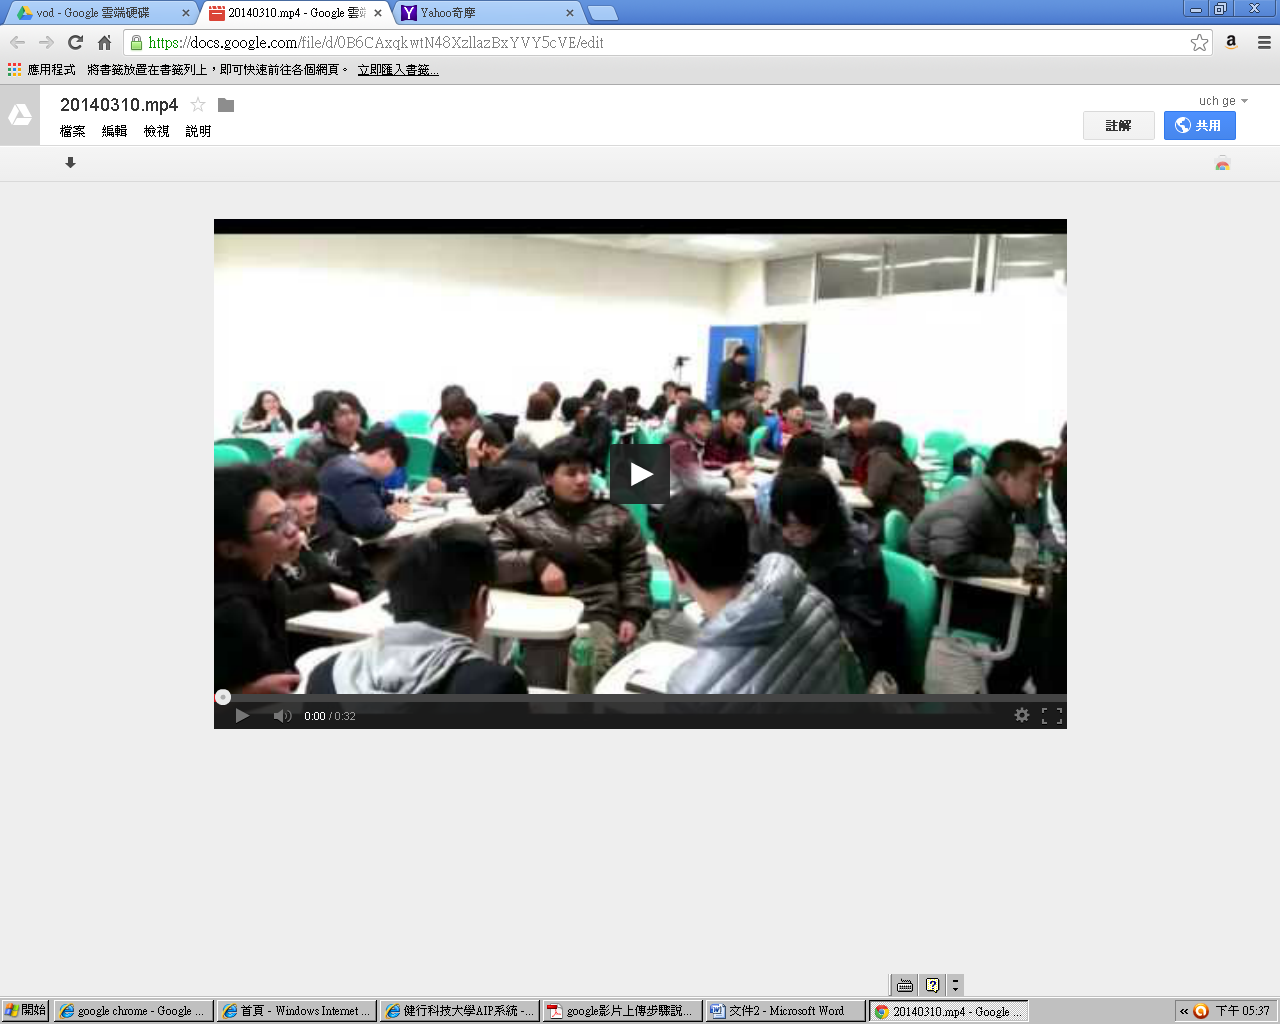 vod - Google 雲端硬碟
20140310.mp4 - Google 雲端
Yahoo奇摩
https://docs.google.com/file/d/0B6CAxqkwtN48XzllazBxYVY5cVE/edit
應用程式 將書籤放置在書籤列上，即可快速前往各個網頁。 立即匯入書籤...
20140310.mp4
uch ge
檔案 編輯 檢視 說明
註解 共用
0:00 / 0:32
開始
google chrome - Google ...
首頁 - Windows Internet ...
健行科技大學AIP系統 -...
google影片上傳步驟說...
文件2 - Microsoft Word
20140310.mp4 - Google ...
下午 05:37